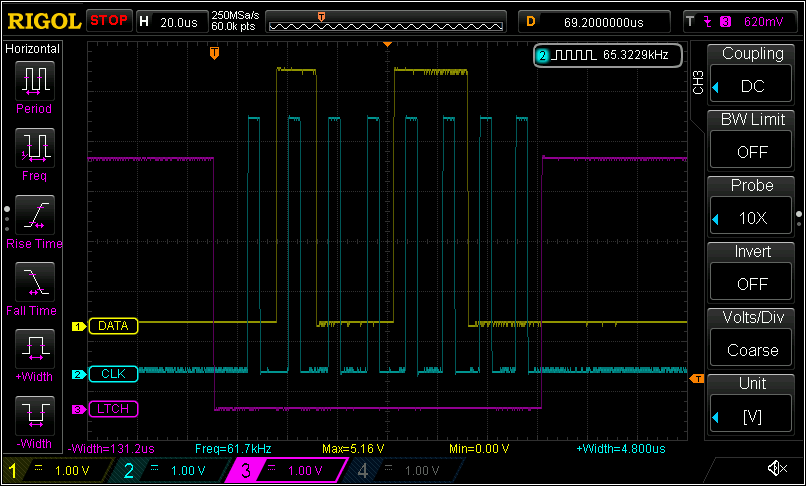 RIGOL STOP H 20.0us 250MSa/s 60.0k pts T D 69.2000000us T 3 620mV
Horizontal
Period
Freq
Rise Time
Fall Time
+Width
-Width
T
2 65.3229kHz
1 DATA
2 CLK
3 LTCH
T
-Width=131.2us Freq=61.7kHz Max=5.16 V Min=0.00 V +Width=4.800us
CH3
Coupling
DC
BW Limit
OFF
Probe
10X
Invert
OFF
Volts/Div
Coarse
Unit
[V]
1 1.00 V 2 1.00 V 3 1.00 V 4 1.00 V